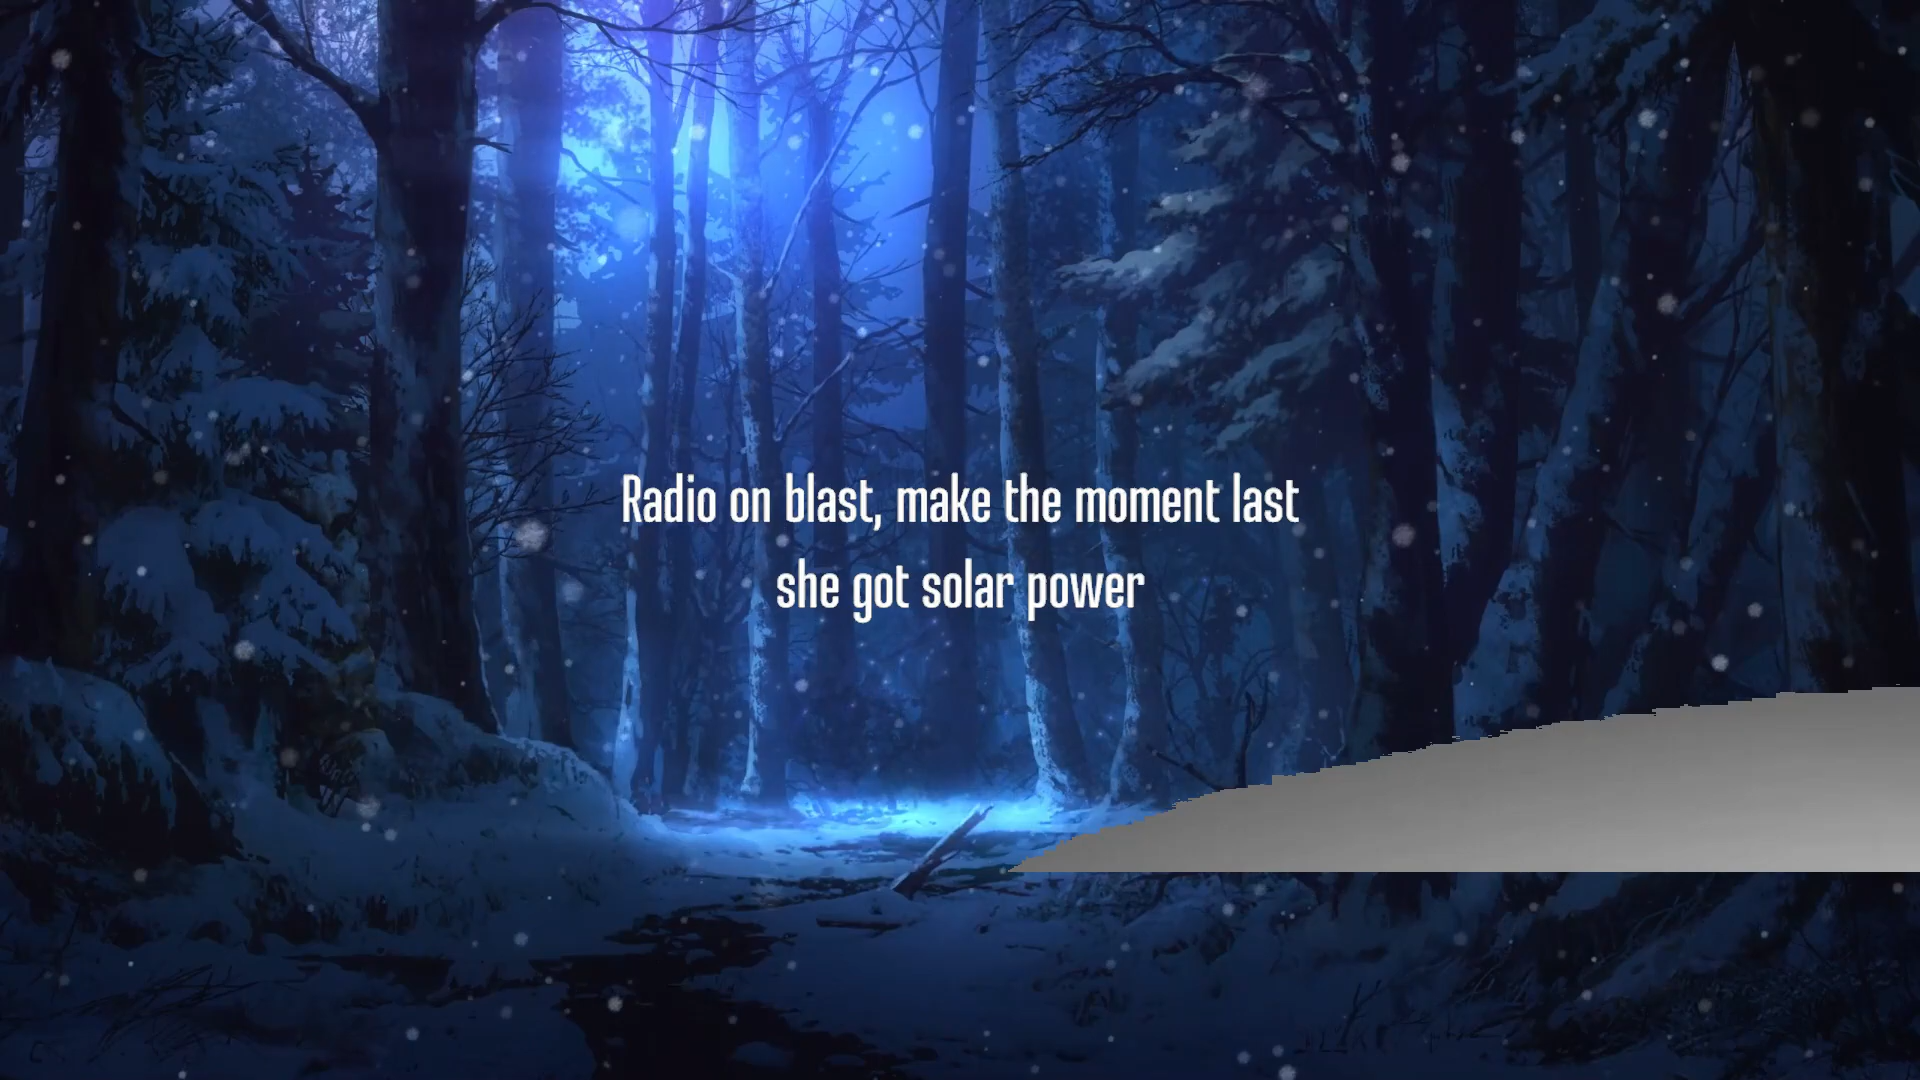 Radio on blast, make the moment last
she got solar power